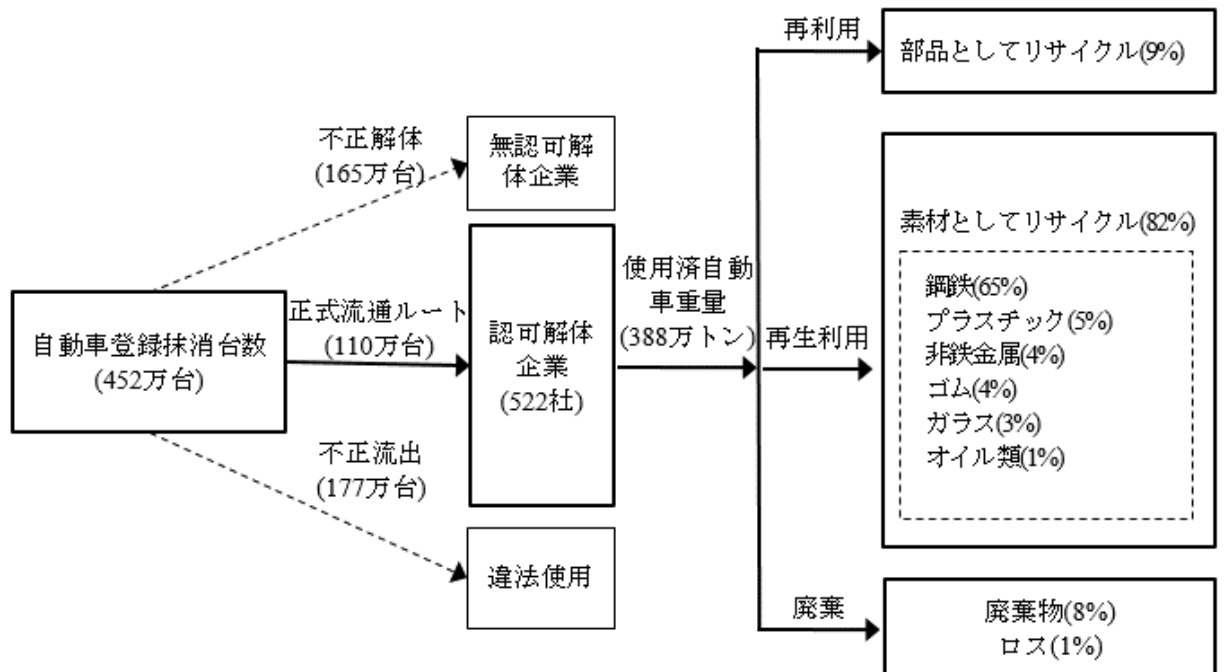 自動車登録抹消台数
(452万台)
不正解体
(165万台)
正式流通ルート
(110万台)
不正流出
(177万台)
無認可解
体企業
認可解体
企業
(522社)
違法使用
使用済自動
車重量
(388万トン)
再利用
部品としてリサイクル(9%)
再生利用
素材としてリサイクル(82%)
鋼鉄(65%)
プラスチック(5%)
非鉄金属(4%)
ゴム(4%)
ガラス(3%)
オイル類(1%)
廃棄
廃棄物(8%)
ロス(1%)